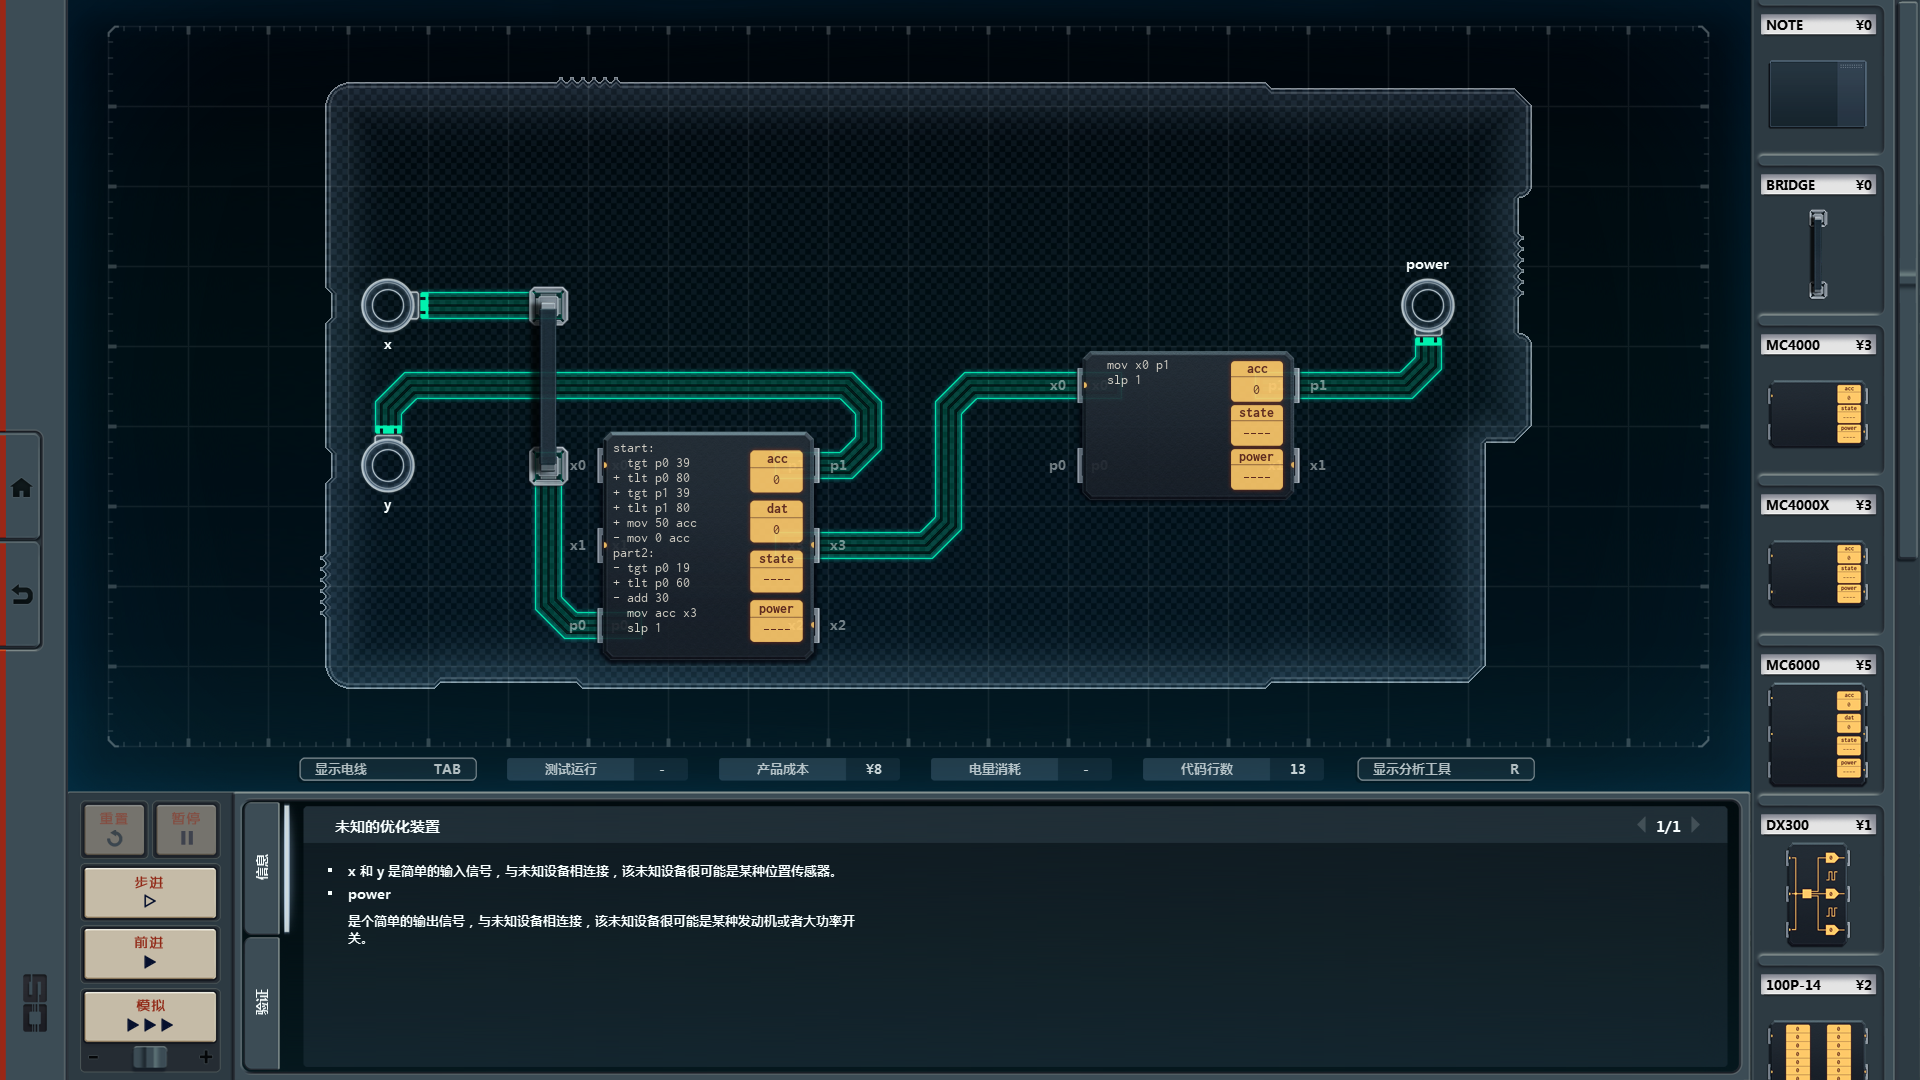 NOTE ¥0
BRIDGE ¥0
MC4000 ¥3
MC4000X ¥3
MC6000 ¥5
DX300 ¥1
100P-14 ¥2
power
x
y
mov x0 p1
slp 1
acc
0
state
----
power
----
x0
p1
p0
x1
start:
tgt p0 39
+ tlt p0 80
+ tgt p1 39
+ tlt p1 80
+ mov 50 acc
- mov 0 acc
part2:
- tgt p0 19
+ tlt p0 60
- add 30
mov acc x3
slp 1
acc
0
dat
0
state
----
power
----
x0
p1
x1
x3
p0
x2
显示电线 TAB
测试运行 -
产品成本 ¥8
电量消耗 -
代码行数 13
显示分析工具 R
重置
暂停
步进
前进
模拟
- +
信息
验证
未知的优化装置
1/1
▪ x 和 y 是简单的输入信号，与未知设备相连接，该未知设备很可能是某种位置传感器。
▪ power
是个简单的输出信号，与未知设备相连接，该未知设备很可能是某种发动机或者大功率开
关。